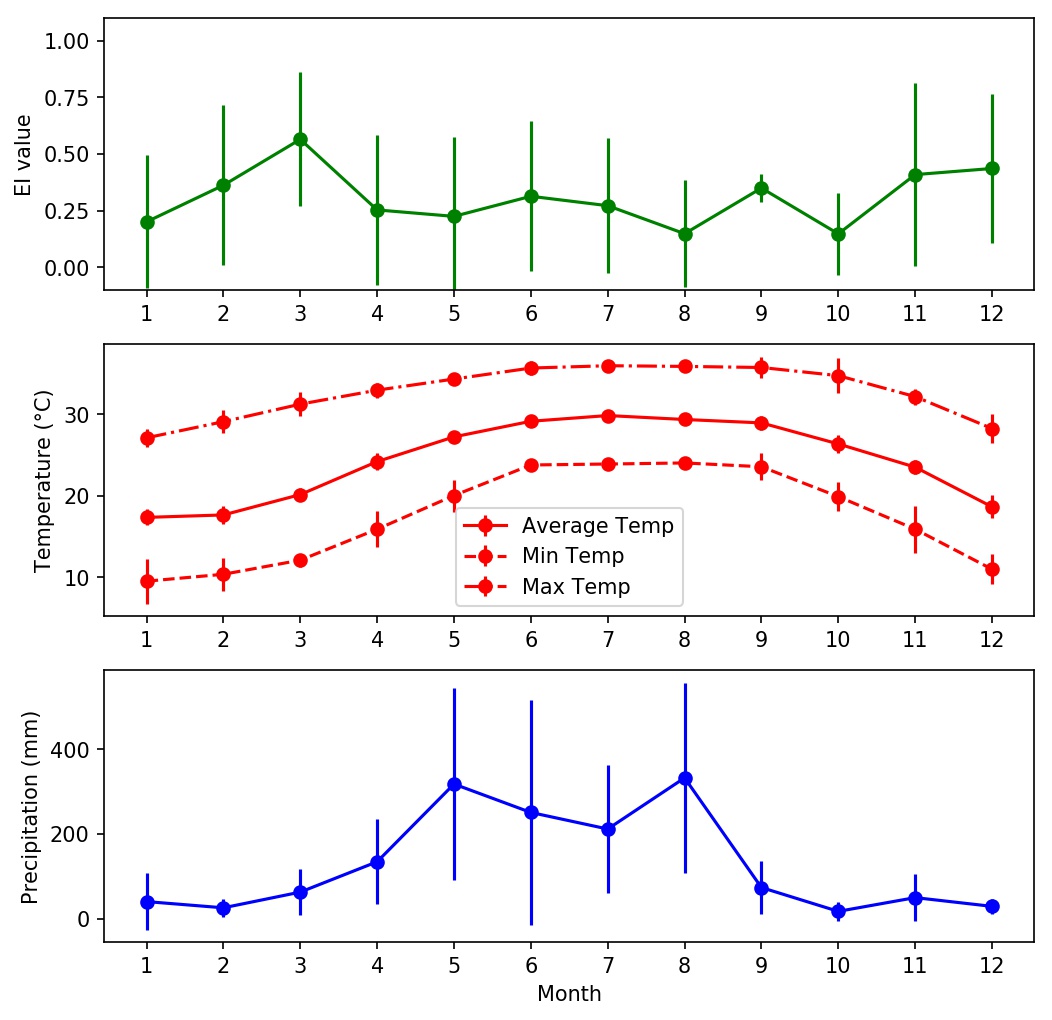 1.00
0.75
0.50
0.25
0.00
EI value
1 2 3 4 5 6 7 8 9 10 11 12
30
20
10
Temperature (°C)
Average Temp
Min Temp
Max Temp
1 2 3 4 5 6 7 8 9 10 11 12
400
200
0
Precipitation (mm)
1 2 3 4 5 6 7 8 9 10 11 12
Month